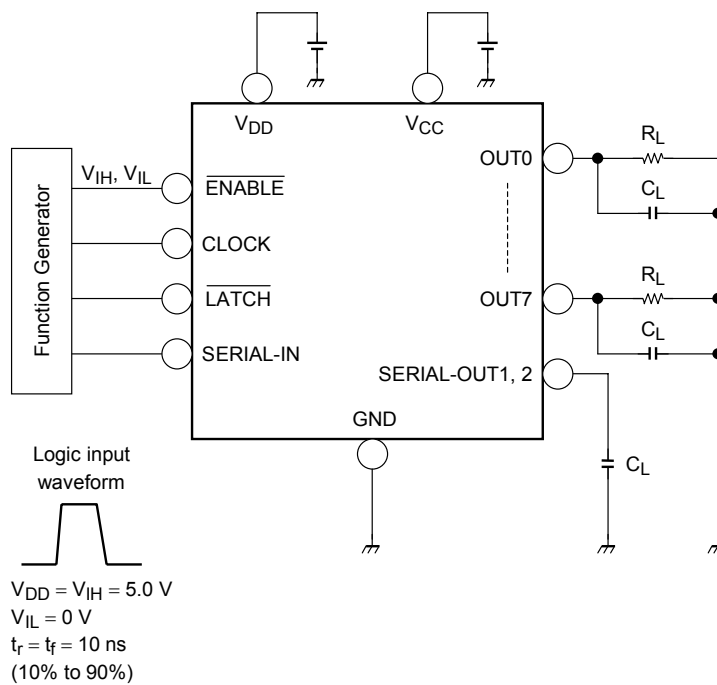 V_DD
V_CC
Function Generator
V_IH, V_IL
ENABLE
CLOCK
LATCH
SERIAL-IN
OUT0
OUT7
SERIAL-OUT1, 2
GND
R_L
C_L
R_L
C_L
C_L
Logic input
waveform
V_DD = V_IH = 5.0 V
V_IL = 0 V
t_r = t_f = 10 ns
(10% to 90%)